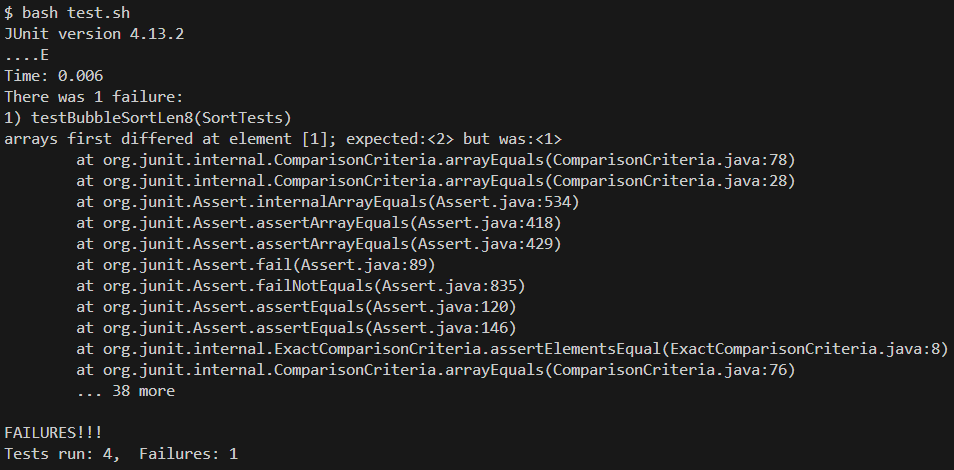 $ bash test.sh
JUnit version 4.13.2
....E
Time: 0.006
There was 1 failure:
1) testBubbleSortLen8(SortTests)
arrays first differed at element [1]; expected:<2> but was:<1>
        at org.junit.internal.ComparisonCriteria.arrayEquals(ComparisonCriteria.java:78)
        at org.junit.internal.ComparisonCriteria.arrayEquals(ComparisonCriteria.java:28)
        at org.junit.Assert.internalArrayEquals(Assert.java:534)
        at org.junit.Assert.assertArrayEquals(Assert.java:418)
        at org.junit.Assert.assertArrayEquals(Assert.java:429)
        at org.junit.Assert.fail(Assert.java:89)
        at org.junit.Assert.failNotEquals(Assert.java:835)
        at org.junit.Assert.assertEquals(Assert.java:120)
        at org.junit.Assert.assertEquals(Assert.java:146)
        at org.junit.internal.ExactComparisonCriteria.assertElementsEqual(ExactComparisonCriteria.java:8)
        at org.junit.internal.ComparisonCriteria.arrayEquals(ComparisonCriteria.java:76)
        ... 38 more

FAILURES!!!
Tests run: 4,  Failures: 1